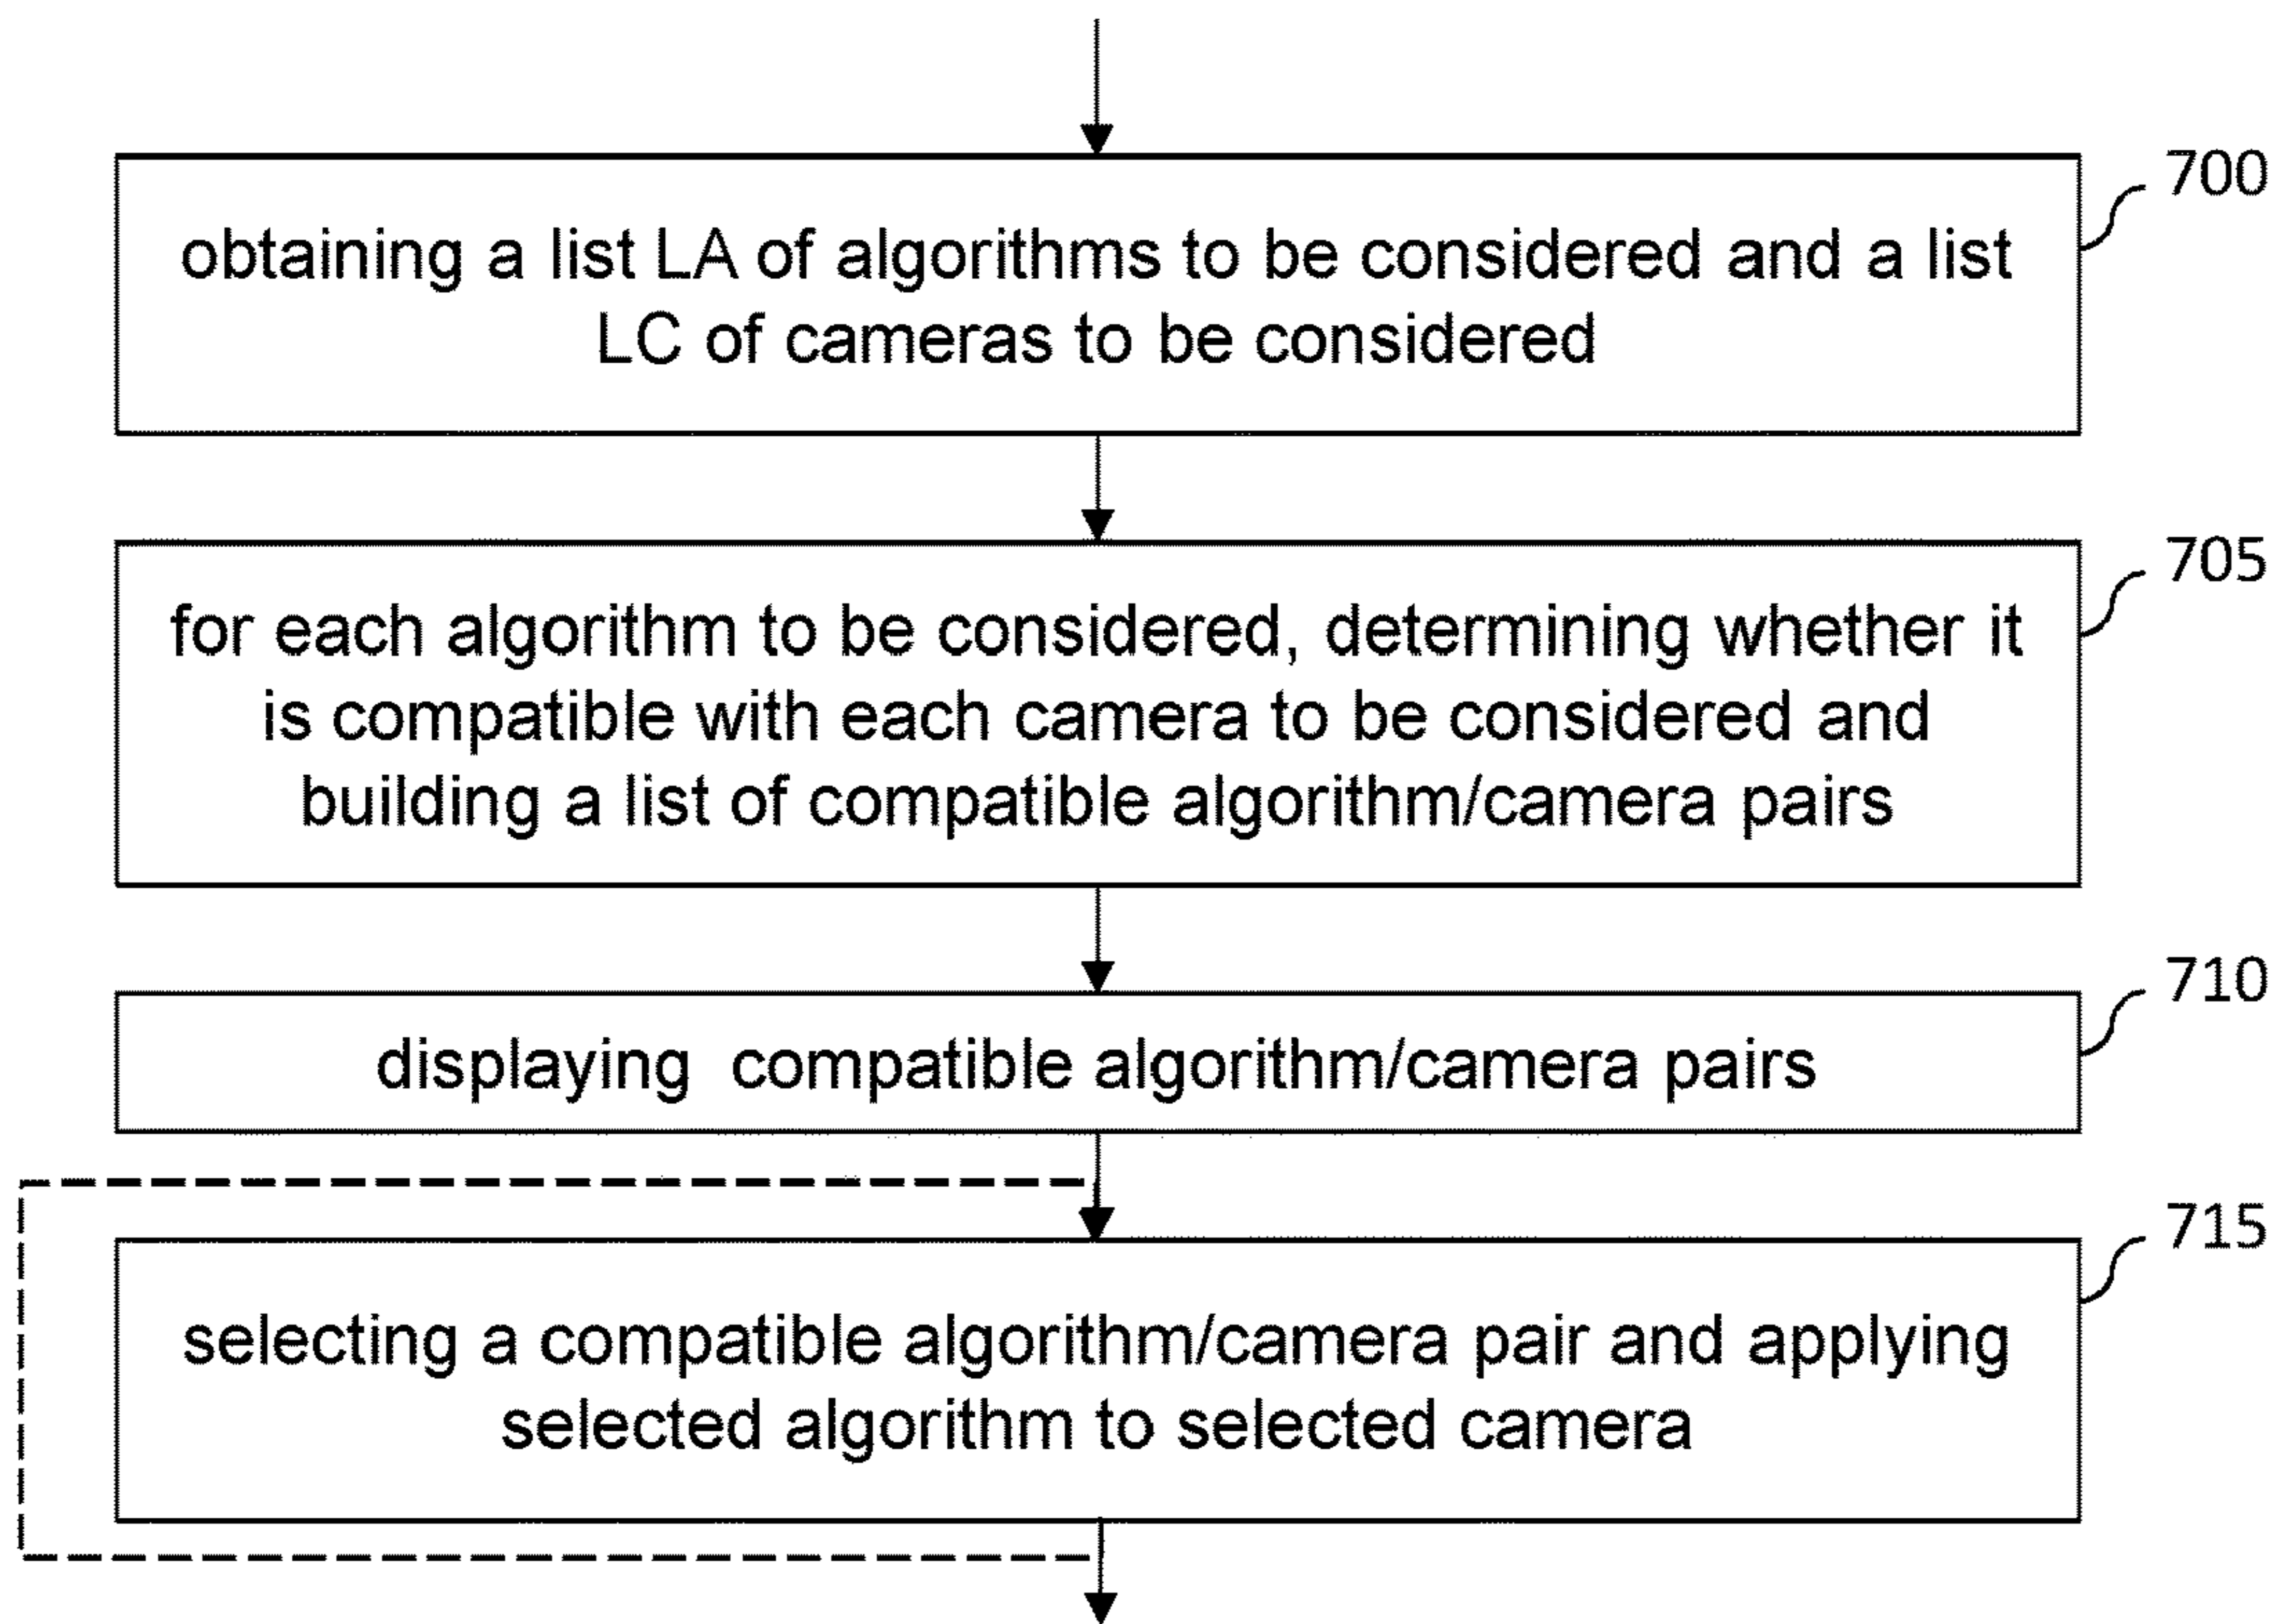 700
obtaining a list LA of algorithms to be considered and a list
LC of cameras to be considered
705
for each algorithm to be considered, determining whether it
is compatible with each camera to be considered and
building a list of compatible algorithm/camera pairs
710
displaying compatible algorithm/camera pairs
715
selecting a compatible algorithm/camera pair and applying
selected algorithm to selected camera